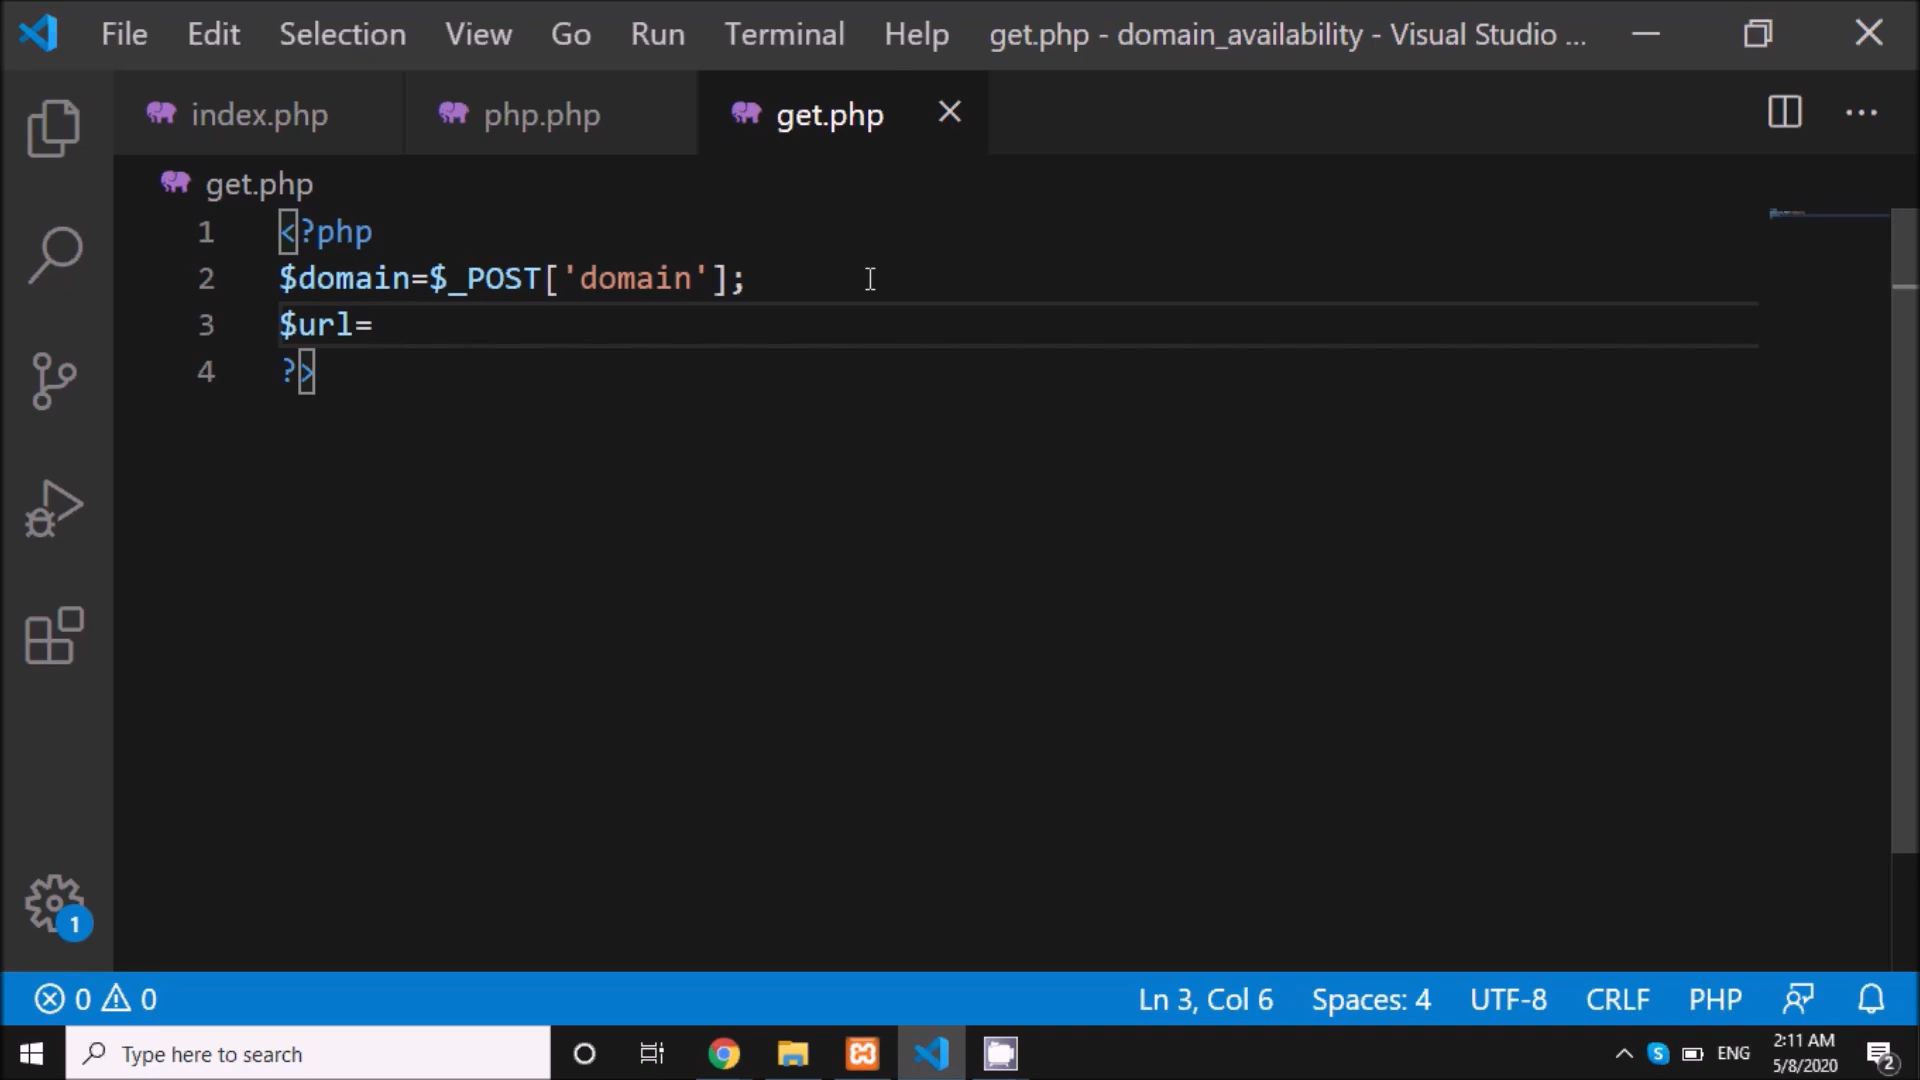 File Edit Selection View Go Run Terminal Help get.php - domain_availability - Visual Studio ...
index.php php.php get.php
get.php
1 <?php
2 $domain=$_POST['domain'];
3 $url=
4 ?>
1
0 0 Ln 3, Col 6 Spaces: 4 UTF-8 CRLF PHP
Type here to search
S ENG 2:11 AM
5/8/2020
2